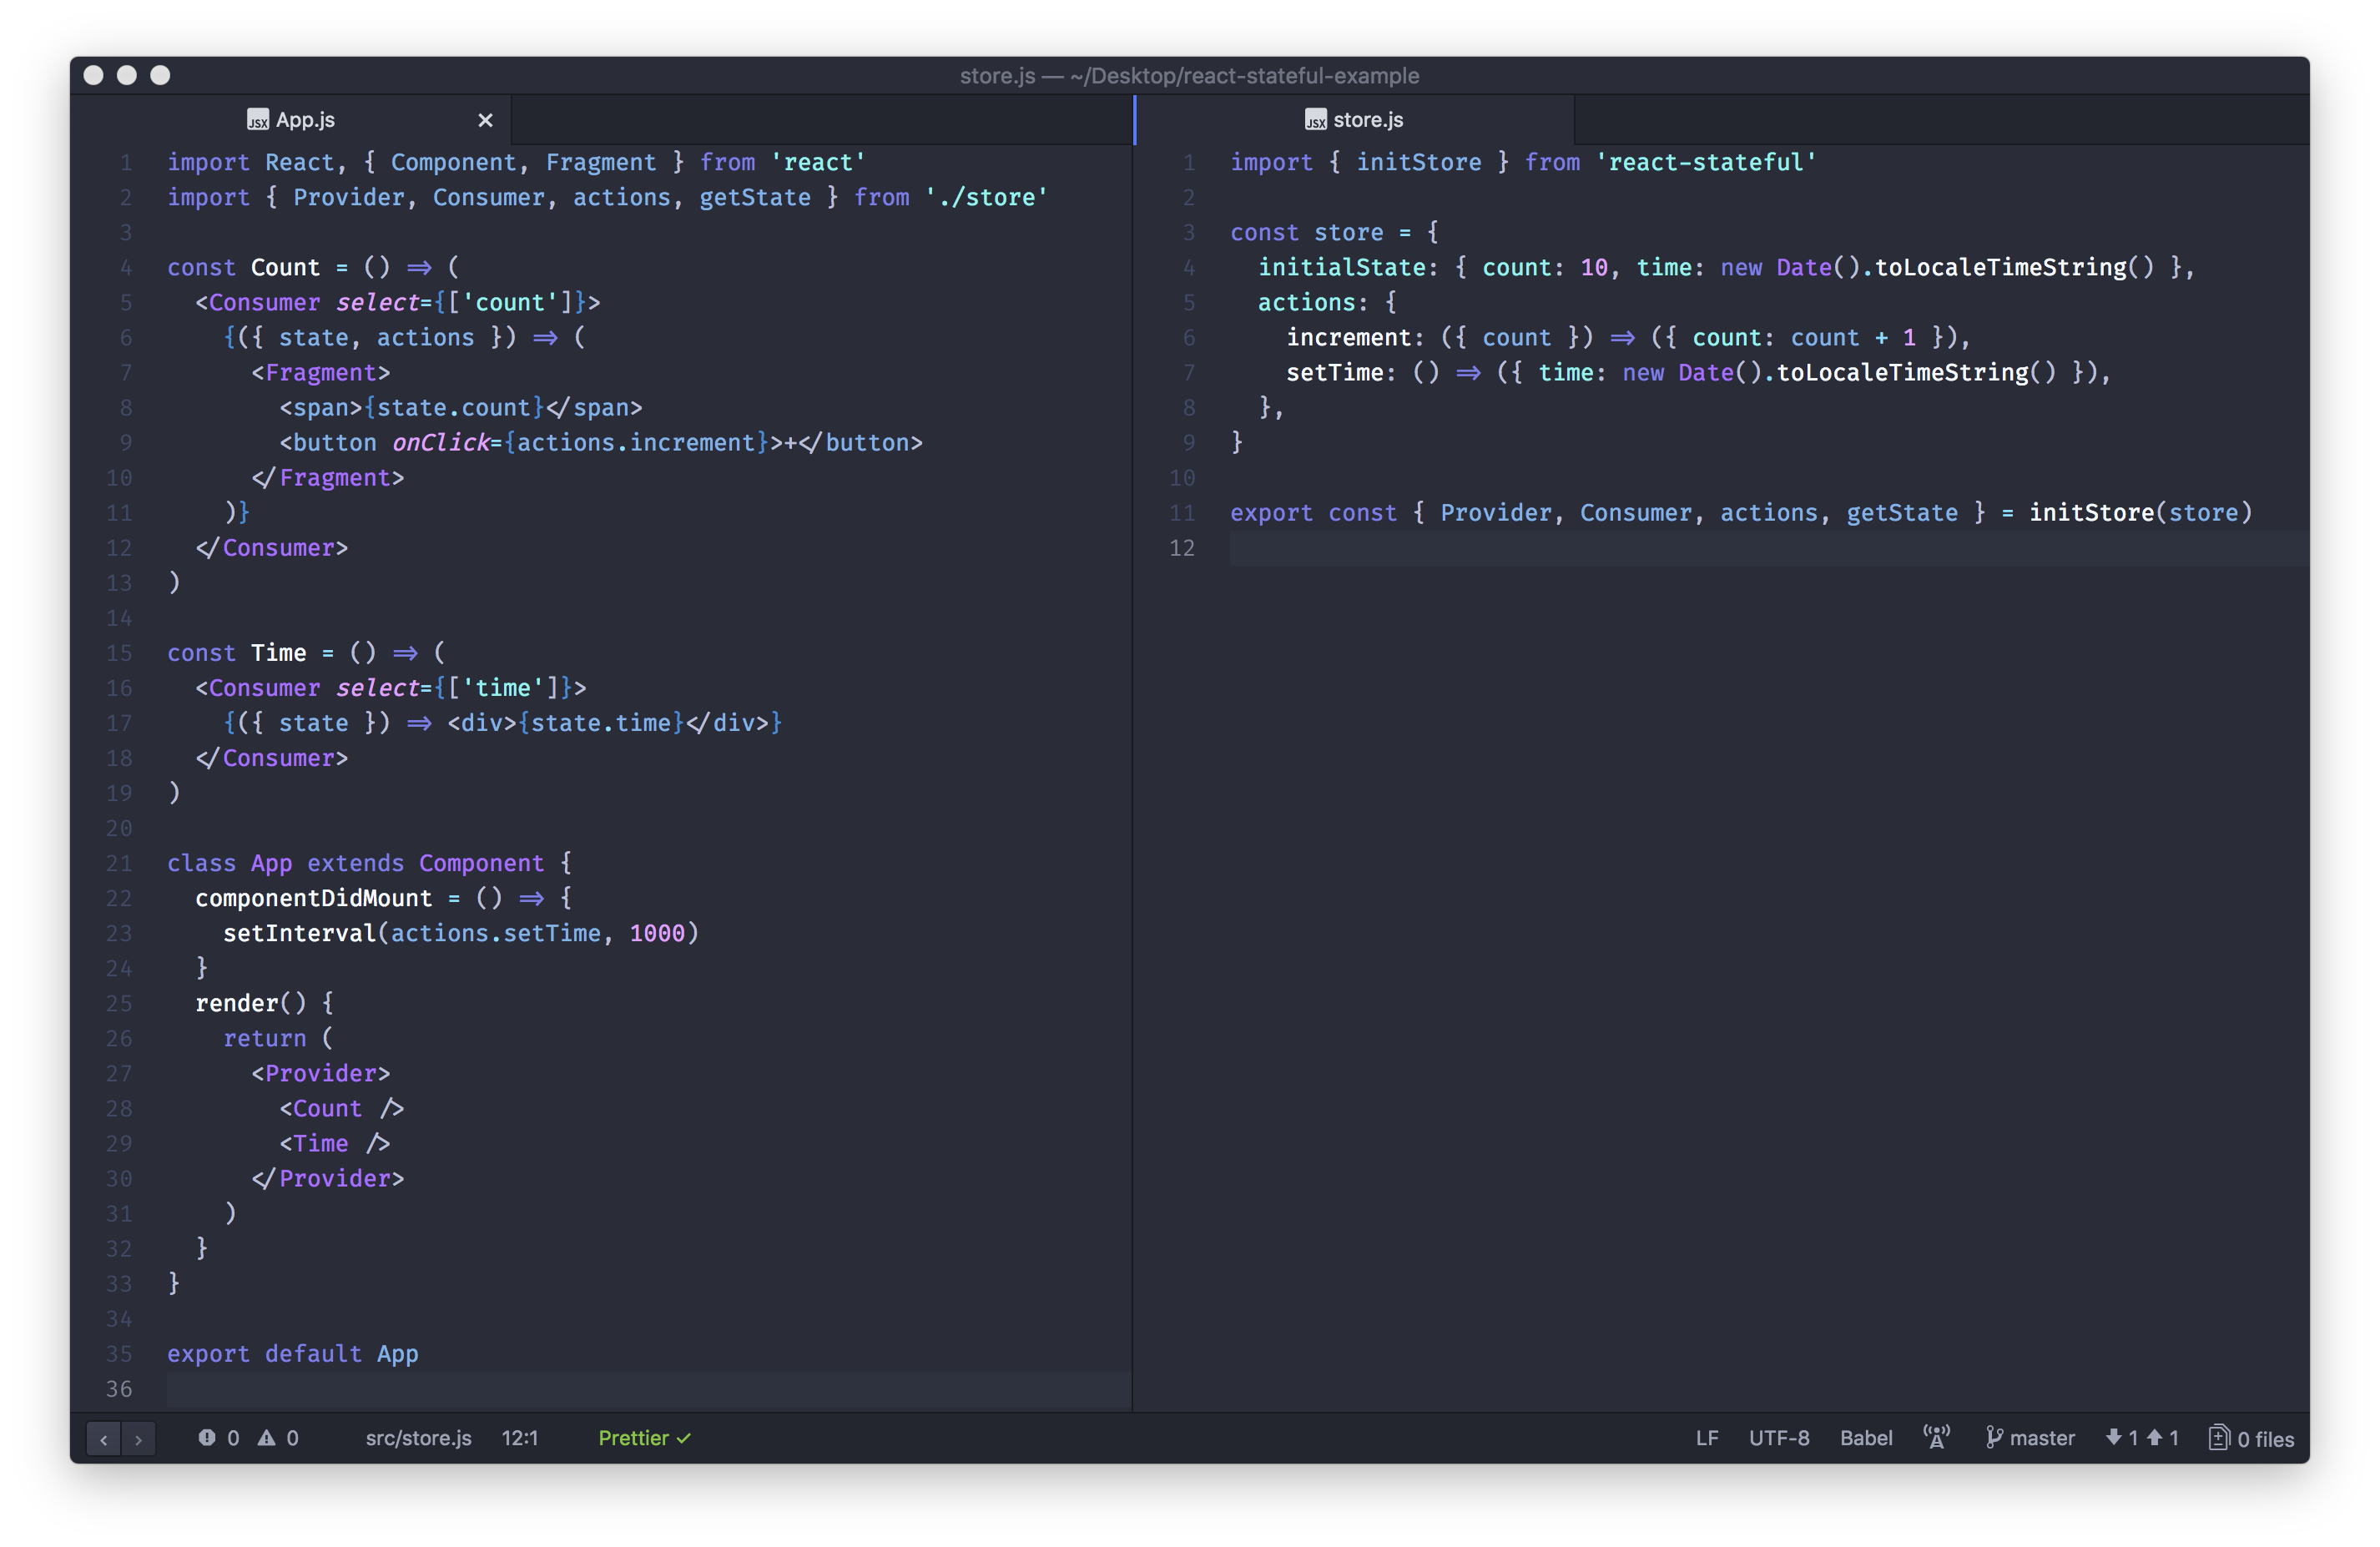 store.js — ~/Desktop/react-stateful-example
JSX App.js ×
1 import React, { Component, Fragment } from 'react'
2 import { Provider, Consumer, actions, getState } from './store'
3
4 const Count = () => (
5   <Consumer select={['count']}>
6     {({ state, actions }) => (
7       <Fragment>
8         <span>{state.count}</span>
9         <button onClick={actions.increment}>+</button>
10       </Fragment>
11     )}
12   </Consumer>
13 )
14
15 const Time = () => (
16   <Consumer select={['time']}>
17     {({ state }) => <div>{state.time}</div>}
18   </Consumer>
19 )
20
21 class App extends Component {
22   componentDidMount = () => {
23     setInterval(actions.setTime, 1000)
24   }
25   render() {
26     return (
27       <Provider>
28         <Count />
29         <Time />
30       </Provider>
31     )
32   }
33 }
34
35 export default App
36
JSX store.js
1 import { initStore } from 'react-stateful'
2
3 const store = {
4   initialState: { count: 10, time: new Date().toLocaleTimeString() },
5   actions: {
6     increment: ({ count }) => ({ count: count + 1 }),
7     setTime: () => ({ time: new Date().toLocaleTimeString() }),
8   },
9 }
10
11 export const { Provider, Consumer, actions, getState } = initStore(store)
12
0 0 src/store.js 12:1 Prettier ✓ LF UTF-8 Babel master 1 1 0 files